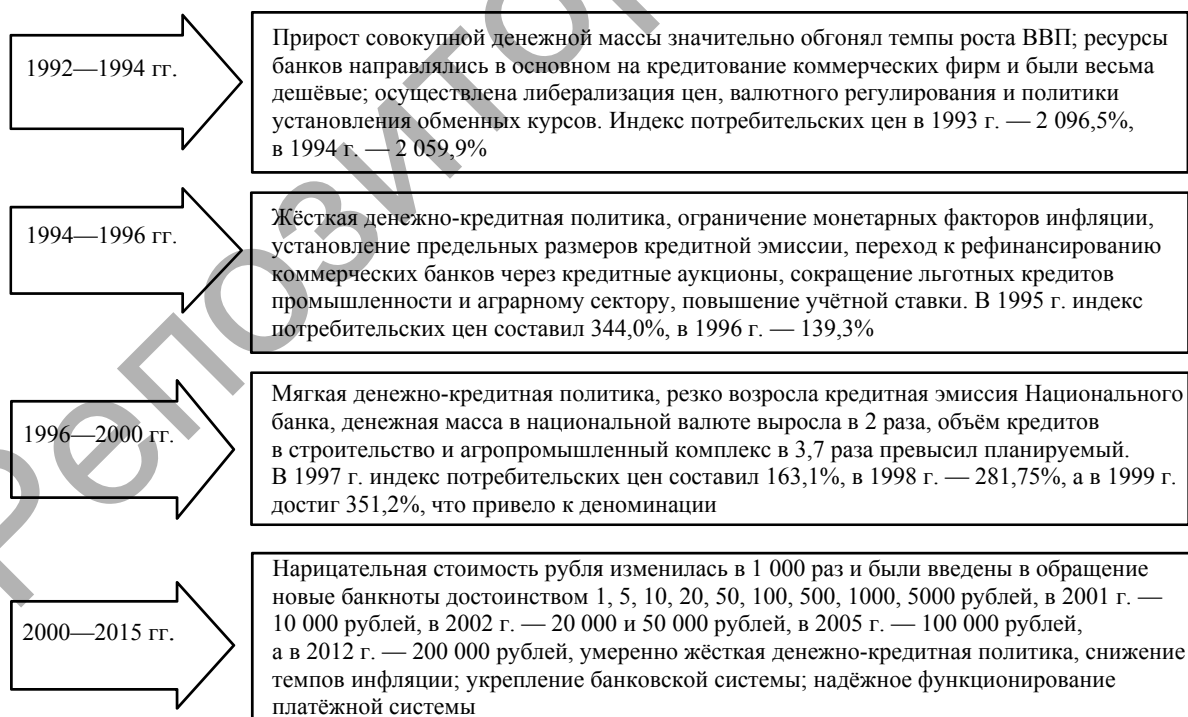 1992—1994 гг.
Прирост совокупной денежной массы значительно обгонял темпы роста ВВП; ресурсы
банков направлялись в основном на кредитование коммерческих фирм и были весьма
дешёвые; осуществлена либерализация цен, валютного регулирования и политики
установления обменных курсов. Индекс потребительских цен в 1993 г. — 2 096,5%,
в 1994 г. — 2 059,9%
1994—1996 гг.
Жёсткая денежно-кредитная политика, ограничение монетарных факторов инфляции,
установление предельных размеров кредитной эмиссии, переход к рефинансированию
коммерческих банков через кредитные аукционы, сокращение льготных кредитов
промышленности и аграрному сектору, повышение учётной ставки. В 1995 г. индекс
потребительских цен составил 344,0%, в 1996 г. — 139,3%
1996—2000 гг.
Мягкая денежно-кредитная политика, резко возросла кредитная эмиссия Национального
банка, денежная масса в национальной валюте выросла в 2 раза, объём кредитов
в строительство и агропромышленный комплекс в 3,7 раза превысил планируемый.
В 1997 г. индекс потребительских цен составил 163,1%, в 1998 г. — 281,75%, а в 1999 г.
достиг 351,2%, что привело к деноминации
2000—2015 гг.
Нарицательная стоимость рубля изменилась в 1 000 раз и были введены в обращение
новые банкноты достоинством 1, 5, 10, 20, 50, 100, 500, 1000, 5000 рублей, в 2001 г. —
10 000 рублей, в 2002 г. — 20 000 и 50 000 рублей, в 2005 г. — 100 000 рублей,
а в 2012 г. — 200 000 рублей, умеренно жёсткая денежно-кредитная политика, снижение
темпов инфляции; укрепление банковской системы; надёжное функционирование
платёжной системы